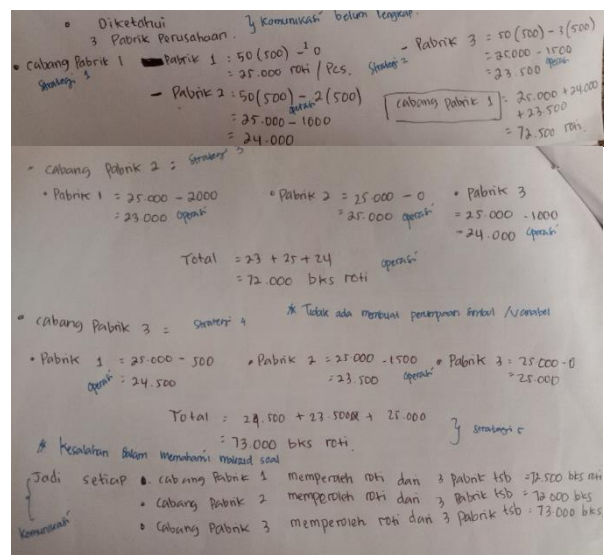 • Diketahui } Komunikasi belum lengkap.
3 Pabrik Perusahaan.
• Cabang Pabrik 1
Strategi 1
- Pabrik 1 : 50 (500) - 0
= 25.000 roti / Pcs.
- Pabrik 2 : 50 (500) - 2 (500)
operasi
= 25.000 - 1000
= 24.000
- Pabrik 3 = 50 (500) - 3 (500)
Strategi 2
= 25000 - 1500
= 23.500 operasi
Cabang Pabrik 1 = 25.000 + 24.000
+ 23.500
= 72.500 roti.
• Cabang Pabrik 2 = Strategi 3
• Pabrik 1 = 25.000 - 2000
= 23.000 operasi
• Pabrik 2 = 25.000 - 0
= 25.000 operasi
• Pabrik 3
= 25.000 - 1000
= 24.000 operasi
Total = 23 + 25 + 24 operasi
= 72.000 bks roti
* Tidak ada membuat simbol / variabel
• Cabang Pabrik 3 = Strategi 4
• Pabrik 1 = 25.000 - 500
operasi = 24.500
• Pabrik 2 = 25.000 - 1500
= 23.500 operasi
• Pabrik 3 = 25.000 - 0
= 25.000
Total = 24.500 + 23.500 + 25.000
= 73.000 bks roti. } Strategi 5
* Kesalahan dalam memahami maksud soal
Jadi setiap • Cabang Pabrik 1 memperoleh roti dari 3 Pabrik tsb = 72.500 bks roti
• Cabang Pabrik 2 memperoleh roti dari 3 Pabrik tsb = 72 000 bks
• Cabang Pabrik 3 memperoleh roti dari 3 pabrik tsb = 73.000 bks
Komunikasi